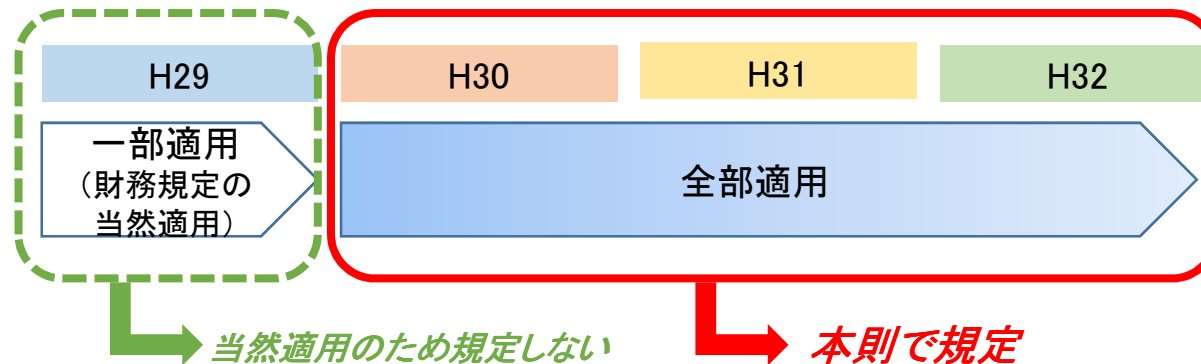 H29
H30
H31
H32
一部適用
（財務規定の
当然適用）
全部適用
当然適用のため規定しない
本則で規定